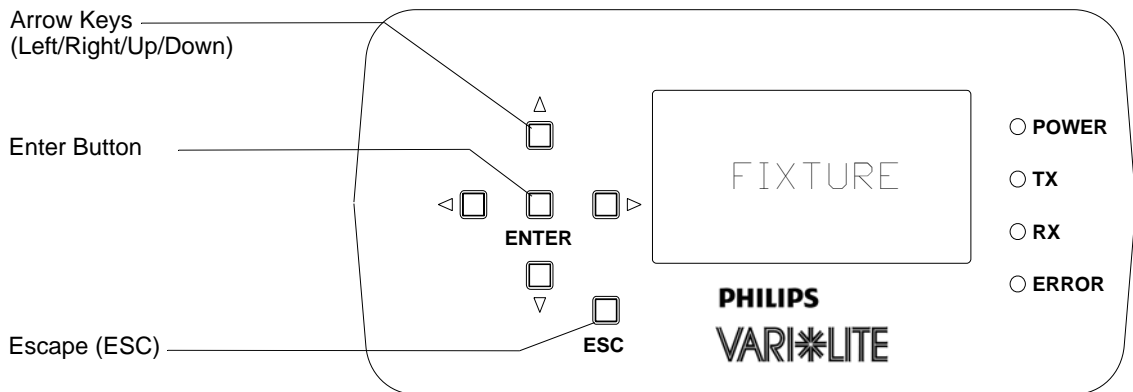 Arrow Keys
(Left/Right/Up/Down)
Enter Button
Escape (ESC)
ENTER
ESC
FIXTURE
POWER
TX
RX
ERROR
PHILIPS
VARI*LITE